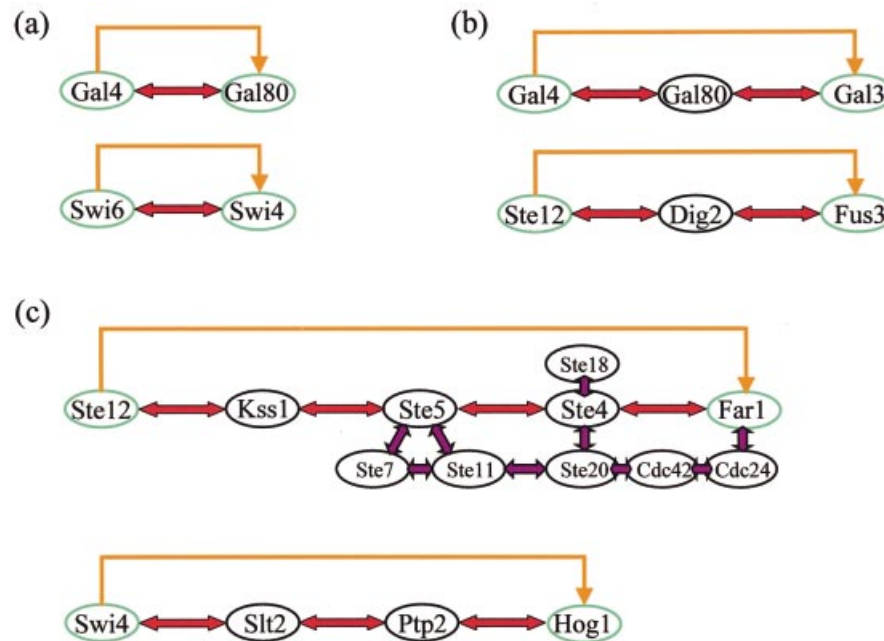 (a)
Gal4 Gal80
Swi6 Swi4
(b)
Gal4 Gal80 Gal3
Ste12 Dig2 Fus3
(c)
Ste18
Ste12 Kss1 Ste5 Ste4 Far1
Ste7 Ste11 Ste20 Cdc42 Cdc24
Swi4 Slt2 Ptp2 Hog1